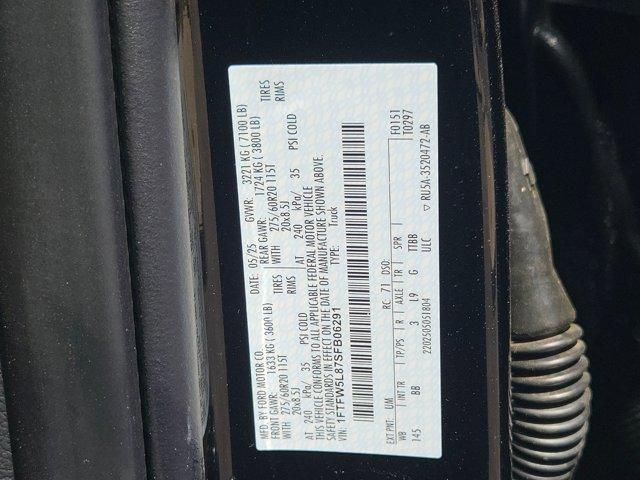 MFD. BY FORD MOTOR CO. DATE: 05/25 GVWR: 3221 KG ( 7100 LB)
FRONT GAWR: 1633 KG ( 3600 LB) REAR GAWR: 1724 KG ( 3800 LB)
WITH 275/60R20 115T TIRES WITH 275/60R20 115T TIRES
20x8.5J RIMS 20x8.5J RIMS
AT 240 kPa/ 35 PSI COLD AT 240 kPa/ 35 PSI COLD
THIS VEHICLE CONFORMS TO ALL APPLICABLE FEDERAL MOTOR VEHICLE
SAFETY STANDARDS IN EFFECT ON THE DATE OF MANUFACTURE SHOWN ABOVE.
VIN: 1FTFW5L87SFB06291 TYPE: Truck
F0151
T0297
EXT PNT: UM RC: 71 DSO:
WB INT TR TP/PS R AXLE TR SPR
145 BB 3 L9 G TTBB
2202505051804 ULC ▽ RU5A-3520472-AB